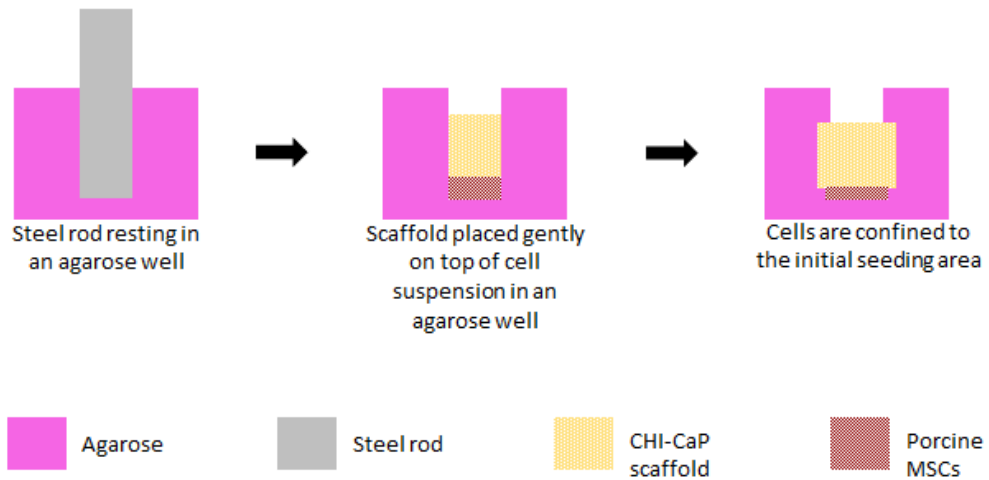 Steel rod resting in
an agarose well
Scaffold placed gently
on top of cell
suspension in an
agarose well
Cells are confined to
the initial seeding area
Agarose
Steel rod
CHI-CaP
scaffold
Porcine
MSCs